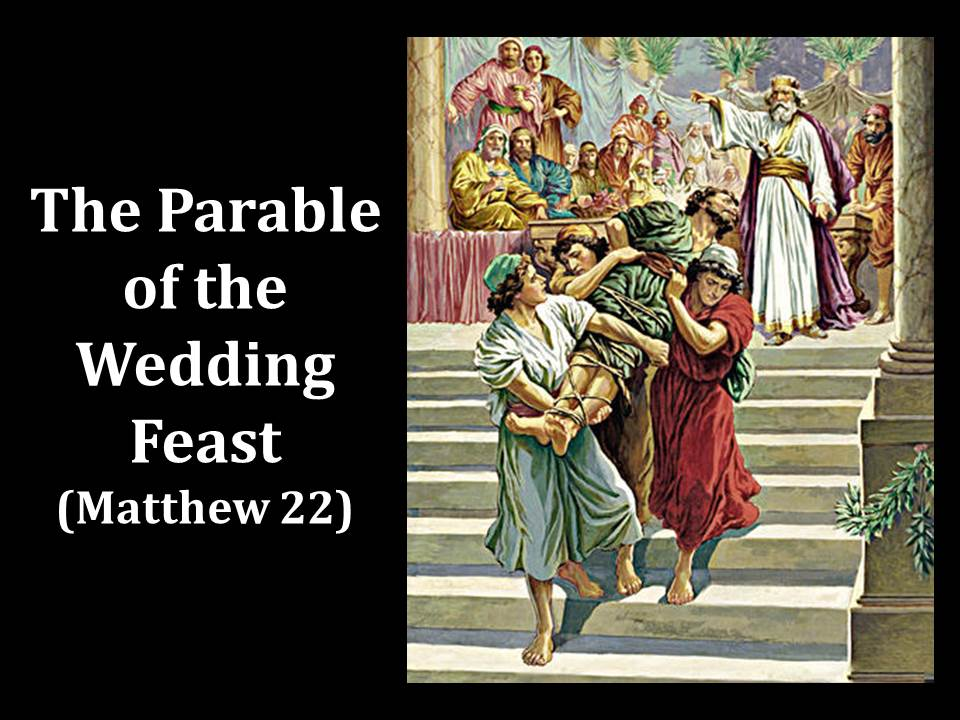 The Parable
of the
Wedding
Feast
(Matthew 22)